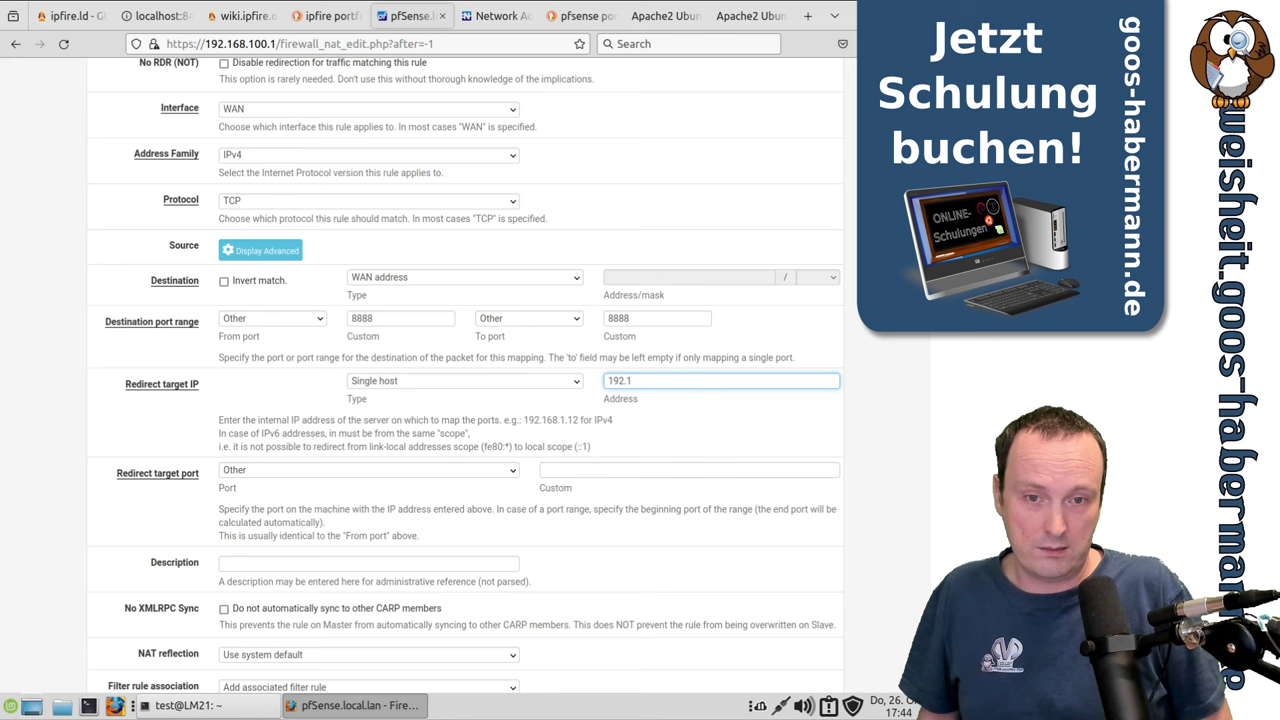 ipfire.ld - G
localhost:84
wiki.ipfire.o
ipfire portf
pfSense.l
Network Ad
pfsense por
Apache2 Ubun
Apache2 Ubun
https://192.168.100.1/firewall_nat_edit.php?after=-1
Search
No RDR (NOT)
Disable redirection for traffic matching this rule
This option is rarely needed. Don't use this without thorough knowledge of the implications.
Interface
WAN
Choose which interface this rule applies to. In most cases "WAN" is specified.
Address Family
IPv4
Select the Internet Protocol version this rule applies to.
Protocol
TCP
Choose which protocol this rule should match. In most cases "TCP" is specified.
Source
Display Advanced
Destination
Invert match.
WAN address
/
Type
Address/mask
Destination port range
Other
8888
Other
8888
From port
Custom
To port
Custom
Specify the port or port range for the destination of the packet for this mapping. The 'to' field may be left empty if only mapping a single port.
Redirect target IP
Single host
192.1
Type
Address
Enter the internal IP address of the server on which to map the ports. e.g.: 192.168.1.12 for IPv4
In case of IPv6 addresses, in must be from the same "scope",
i.e. it is not possible to redirect from link-local addresses scope (fe80:*) to local scope (::1)
Redirect target port
Other
Port
Custom
Specify the port on the machine with the IP address entered above. In case of a port range, specify the beginning port of the range (the end port will be
calculated automatically).
This is usually identical to the "From port" above.
Description
A description may be entered here for administrative reference (not parsed).
No XMLRPC Sync
Do not automatically sync to other CARP members
This prevents the rule on Master from automatically syncing to other CARP members. This does NOT prevent the rule from being overwritten on Slave.
NAT reflection
Use system default
Filter rule association
Add associated filter rule
test@LM21: ~
pfSense.local.lan - Fire...
Do, 26. O
17:44
Jetzt
Schulung
buchen!
goos-habermann.de
ONLINE-
Schulungen
weisheit.goos-haberman